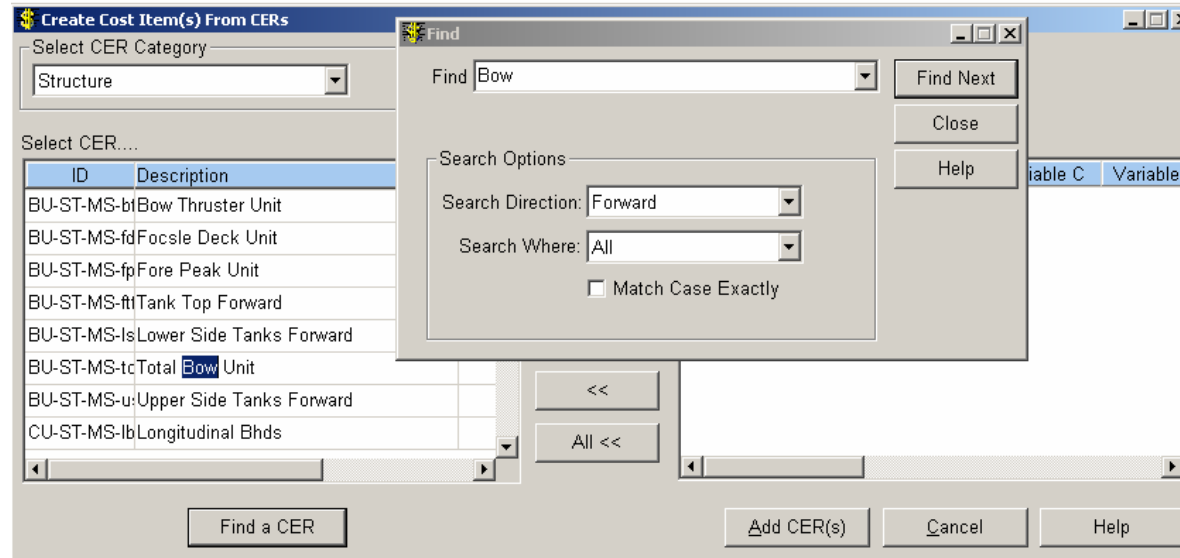 Create Cost Item(s) From CERs
Select CER Category
Structure
Select CER....
ID Description
BU-ST-MS-bt Bow Thruster Unit
BU-ST-MS-fd Focsle Deck Unit
BU-ST-MS-fp Fore Peak Unit
BU-ST-MS-ftt Tank Top Forward
BU-ST-MS-ls Lower Side Tanks Forward
BU-ST-MS-to Total Bow Unit
BU-ST-MS-u Upper Side Tanks Forward
CU-ST-MS-lb Longitudinal Bhds
Find a CER
Find
Find Bow
Find Next
Close
Help
Search Options
Search Direction: Forward
Search Where: All
Match Case Exactly
iable C Variable
<<
All <<
Add CER(s) Cancel Help